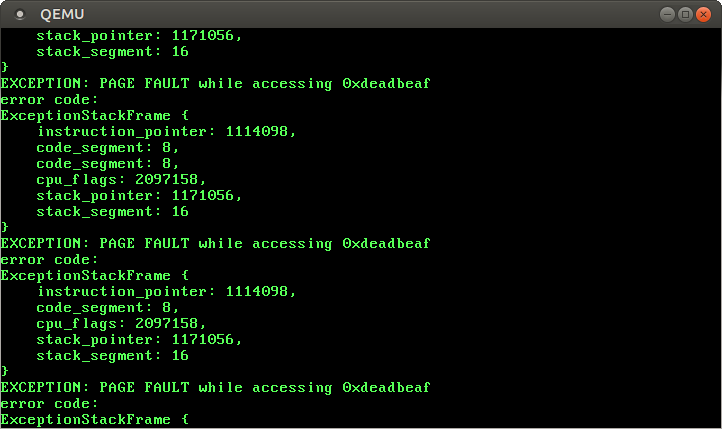 QEMU
    stack_pointer: 1171056,
    stack_segment: 16
}
EXCEPTION: PAGE FAULT while accessing 0xdeadbeaf
error code:
ExceptionStackFrame {
    instruction_pointer: 1114098,
    code_segment: 8,
    code_segment: 8,
    cpu_flags: 2097158,
    stack_pointer: 1171056,
    stack_segment: 16
}
EXCEPTION: PAGE FAULT while accessing 0xdeadbeaf
error code:
ExceptionStackFrame {
    instruction_pointer: 1114098,
    code_segment: 8,
    cpu_flags: 2097158,
    stack_pointer: 1171056,
    stack_segment: 16
}
EXCEPTION: PAGE FAULT while accessing 0xdeadbeaf
error code:
ExceptionStackFrame {